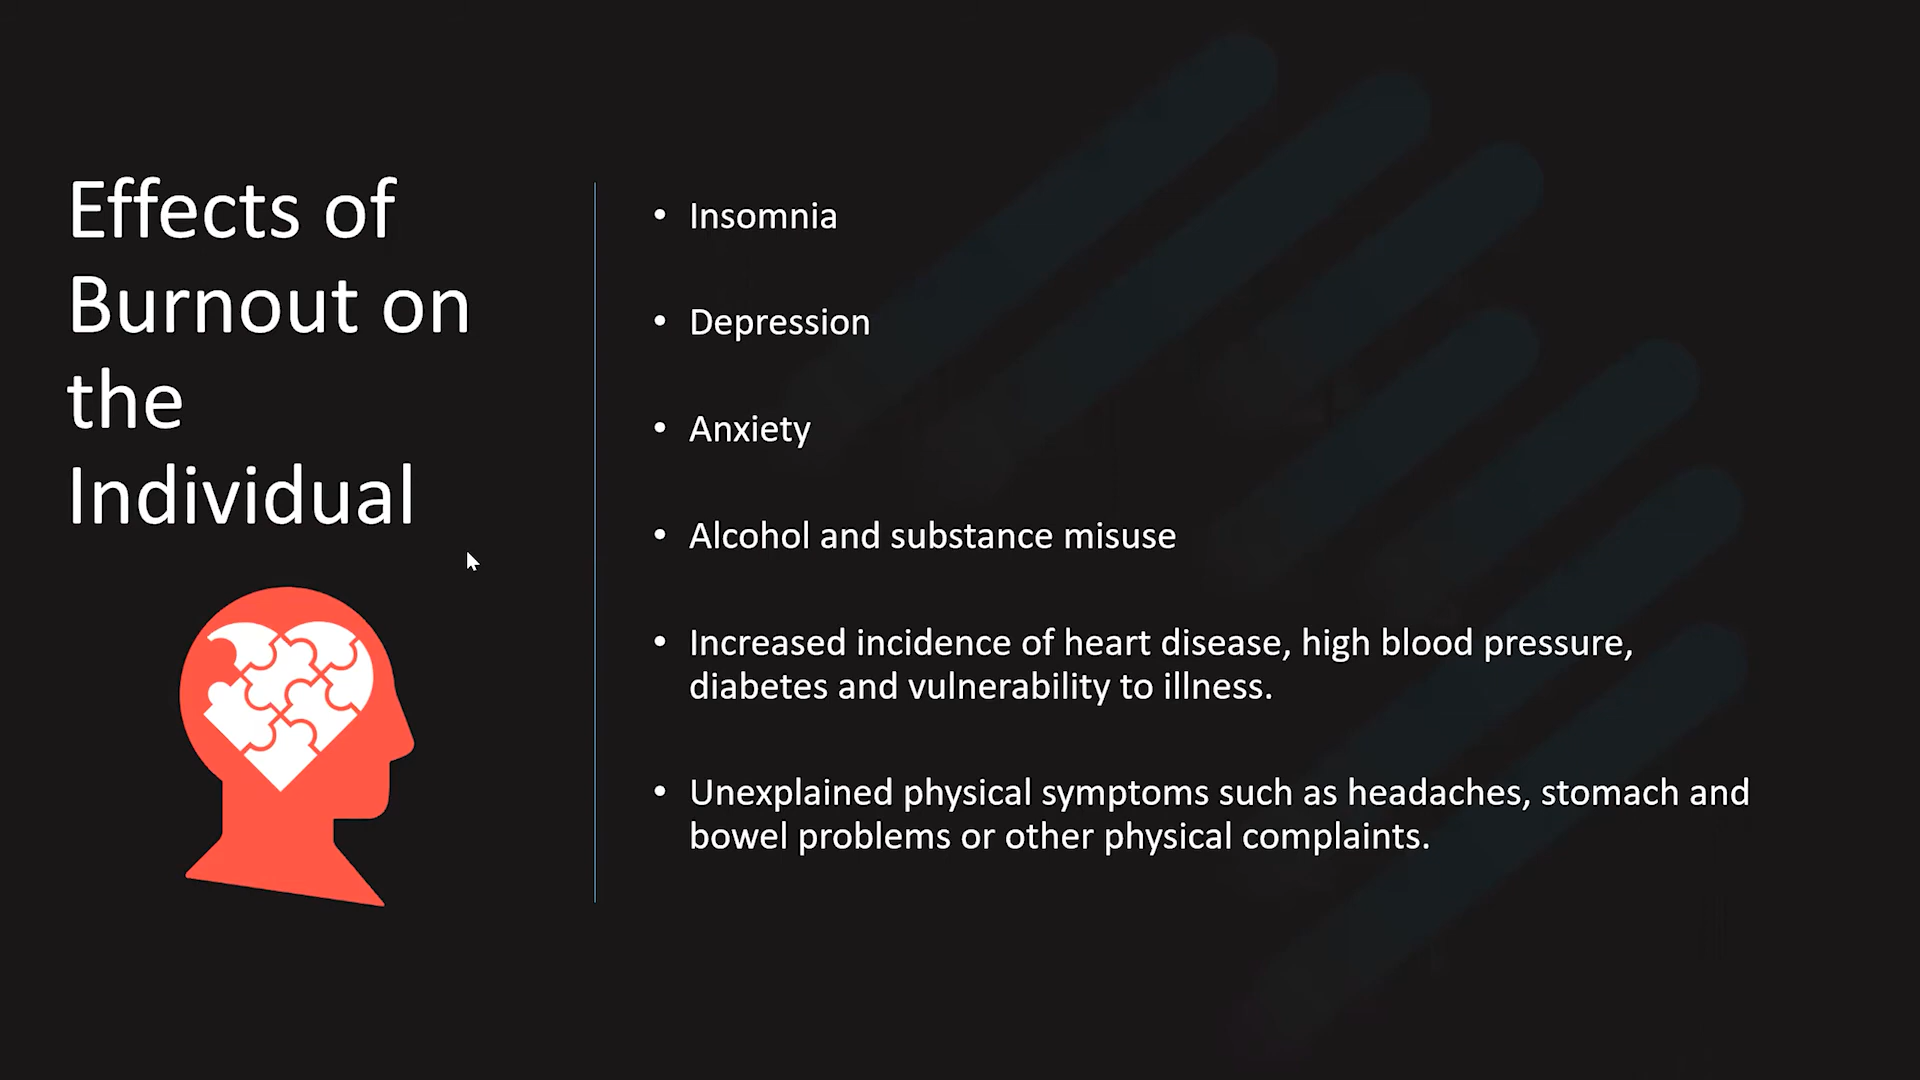 Effects of
Burnout on
the
Individual
• Insomnia
• Depression
• Anxiety
• Alcohol and substance misuse
• Increased incidence of heart disease, high blood pressure,
diabetes and vulnerability to illness.
• Unexplained physical symptoms such as headaches, stomach and
bowel problems or other physical complaints.